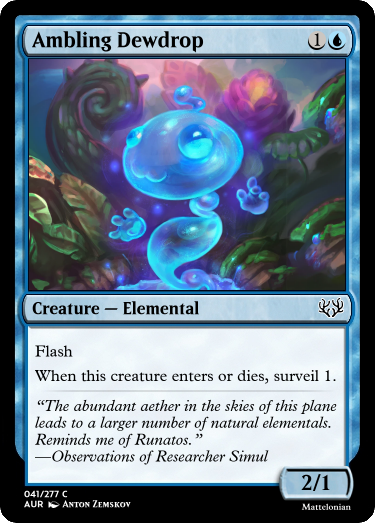 Ambling Dewdrop 1
Creature — Elemental
Flash
When this creature enters or dies, surveil 1.
“The abundant aether in the skies of this plane
leads to a larger number of natural elementals.
Reminds me of Runatos.”
—Observations of Researcher Simul
2/1
041/277 C
AUR Anton Zemskov
Mattelonian